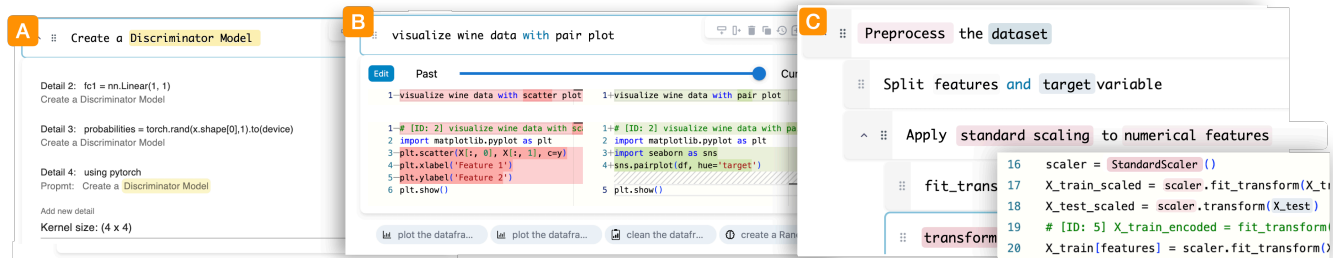 A
Create a Discriminator Model
Detail 2: fc1 = nn.Linear(1, 1)
Create a Discriminator Model
Detail 3: probabilities = torch.rand(x.shape[0],1).to(device)
Create a Discriminator Model
Detail 4: using pytorch
Propmt: Create a Discriminator Model
Add new detail
Kernel size: (4 x 4)
B
visualize wine data with pair plot
Edit
Past
1-visualize wine data with scatter plot
1+visualize wine data with pair plot
1-# [ID: 2] visualize wine data with
2 import matplotlib.pyplot as plt
3-plt.scatter(X[:, 0], X[:, 1], c=y)
4-plt.xlabel('Feature 1')
5-plt.ylabel('Feature 2')
6 plt.show()
1+# [ID: 2] visualize wine data with
2 import matplotlib.pyplot as plt
3+import seaborn as sns
4+sns.pairplot(df, hue='target')
5 plt.show()
plot the datafra...
plot the datafra...
clean the datafr...
create a
C
Preprocess the dataset
Split features and target variable
Apply standard scaling to numerical features
fit_trans
transform
16 scaler = StandardScaler()
17 X_train_scaled = scaler.fit_transform(
18 X_test_scaled = scaler.transform(X_test)
19 # [ID: 5] X_train_encoded = fit_transform(
20 X_train[features] = scaler.fit_transform(